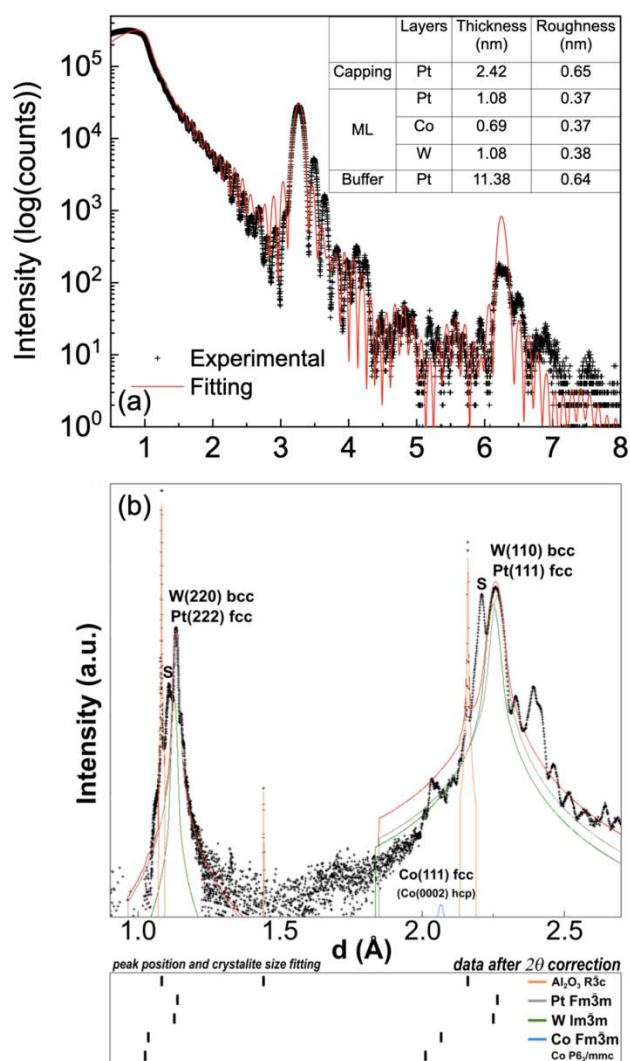 Layers Thickness (nm) Roughness (nm)
Capping Pt 2.42 0.65
Pt 1.08 0.37
ML Co 0.69 0.37
W 1.08 0.38
Buffer Pt 11.38 0.64
Intensity (log(counts))
10^5
10^4
10^3
10^2
10^1
10^0
+ Experimental
Fitting
(a)
1 2 3 4 5 6 7 8
(b)
W(110) bcc
Pt(111) fcc
S
W(220) bcc
Pt(222) fcc
S
Intensity (a.u.)
Co(111) fcc
(Co(0002) hcp)
1.0 1.5 2.0 2.5
d (Å)
peak position and crystalite size fitting
data after 2θ correction
Al₂O₃ R3̄c
Pt Fm3̄m
W Im3̄m
Co Fm3̄m
Co P6₃/mmc